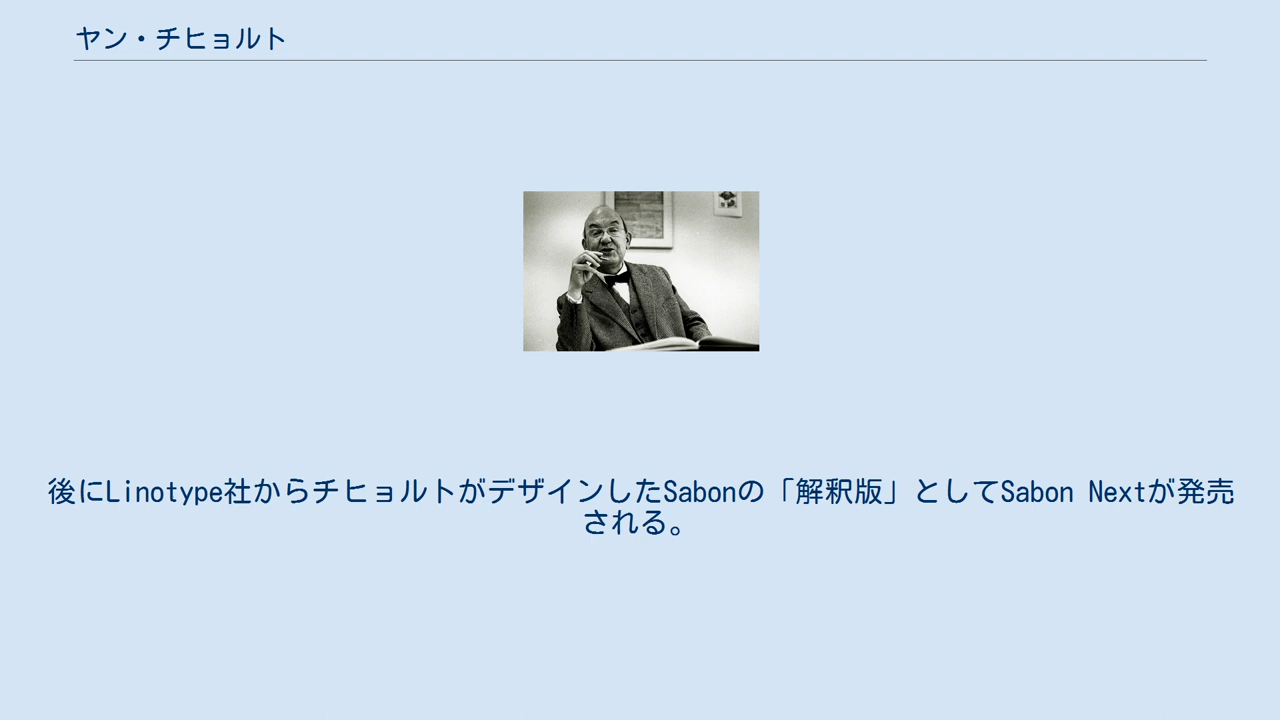 ヤン・チヒョルト
後にLinotype社からチヒョルトがデザインしたSabonの「解釈版」としてSabon Nextが発売
される。